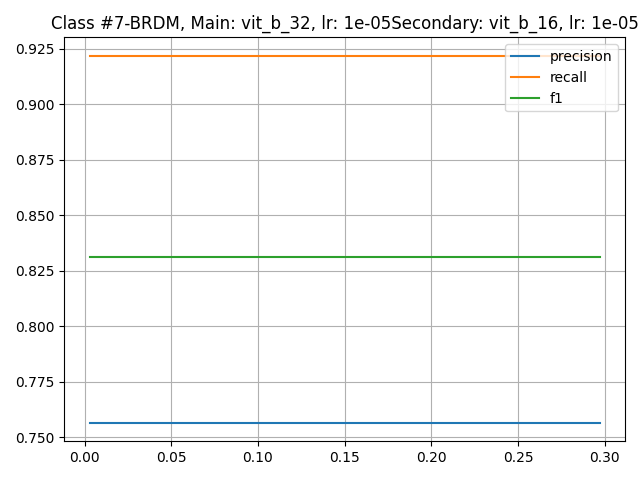 Class #7-BRDM, Main: vit_b_32, lr: 1e-05Secondary: vit_b_16, lr: 1e-05
precision
recall
f1
0.925
0.900
0.875
0.850
0.825
0.800
0.775
0.750
0.00 0.05 0.10 0.15 0.20 0.25 0.30